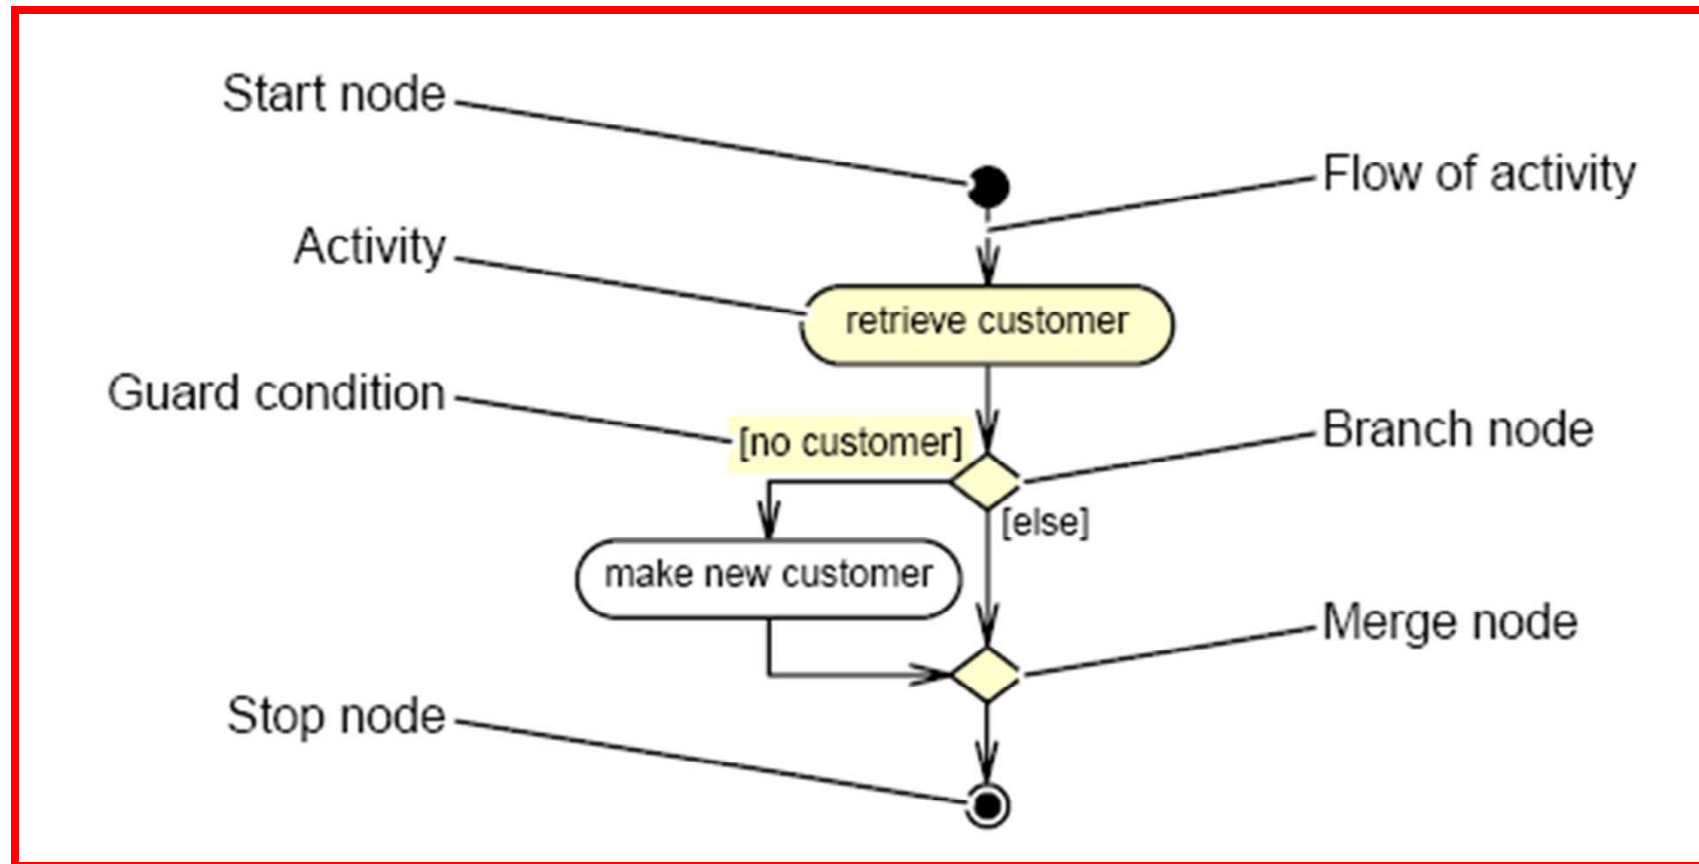 Start node
Flow of activity
Activity
retrieve customer
Guard condition
[no customer]
Branch node
[else]
make new customer
Merge node
Stop node